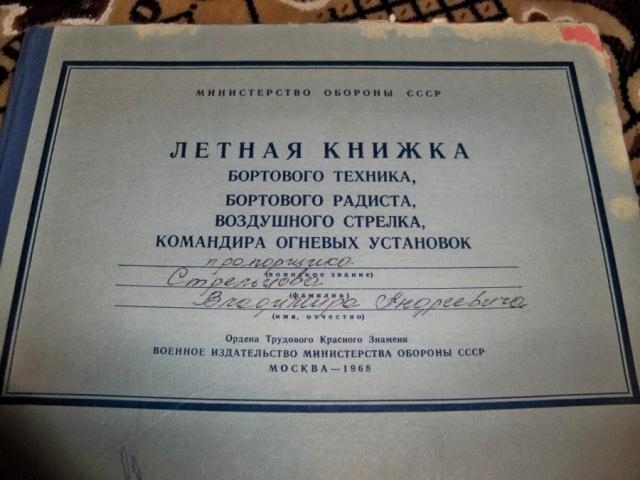 МИНИСТЕРСТВО ОБОРОНЫ СССР
ЛЕТНАЯ КНИЖКА
БОРТОВОГО ТЕХНИКА,
БОРТОВОГО РАДИСТА,
ВОЗДУШНОГО СТРЕЛКА,
КОМАНДИРА ОГНЕВЫХ УСТАНОВОК
прапорщика
(воинское звание)
Стрельцова
(фамилия)
Владимира Андреевича
(имя, отчество)
Ордена Трудового Красного Знамени
ВОЕННОЕ ИЗДАТЕЛЬСТВО МИНИСТЕРСТВА ОБОРОНЫ СССР
МОСКВА—1968